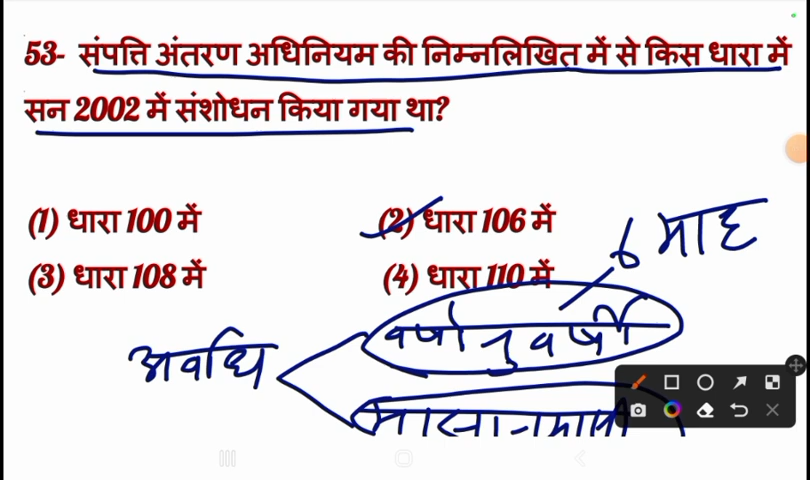 53- संपत्ति अंतरण अधिनियम की निम्नलिखित में से किस धारा में
सन 2002 में संशोधन किया गया था?
(1) धारा 100 में (2) धारा 106 में
(3) धारा 108 में (4) धारा 110 में
6 माह
वर्षानुवर्षी
अवधि